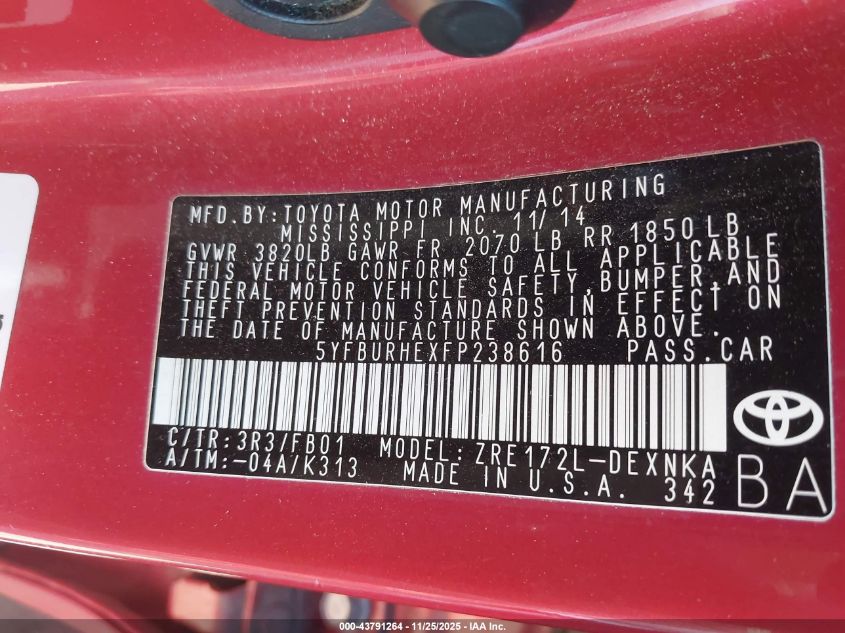 MFD.BY:TOYOTA MOTOR MANUFACTURING
MISSISSIPPI INC. 11/14
GVWR 3820LB GAWR FR 2070 LB RR 1850 LB
THIS VEHICLE CONFORMS TO ALL APPLICABLE
FEDERAL MOTOR VEHICLE SAFETY,BUMPER,AND
THEFT PREVENTION STANDARDS IN EFFECT ON
THE DATE OF MANUFACTURE SHOWN ABOVE.
5YFBURHEXFP238616 PASS.CAR
C/TR:3R3/FB01 MODEL:ZRE172L-DEXNKA
A/TM:-04A/K313 MADE IN U.S.A. 342
BA
000-43791264 • 11/25/2025 • IAA Inc.